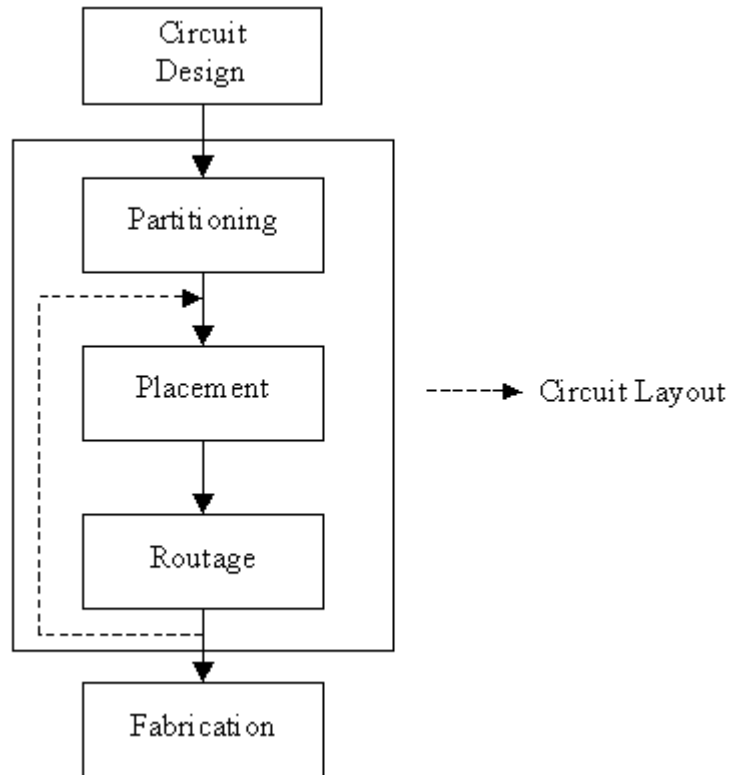 Circuit
Design
Partitioning
Placement
Circuit Layout
Routage
Fabrication